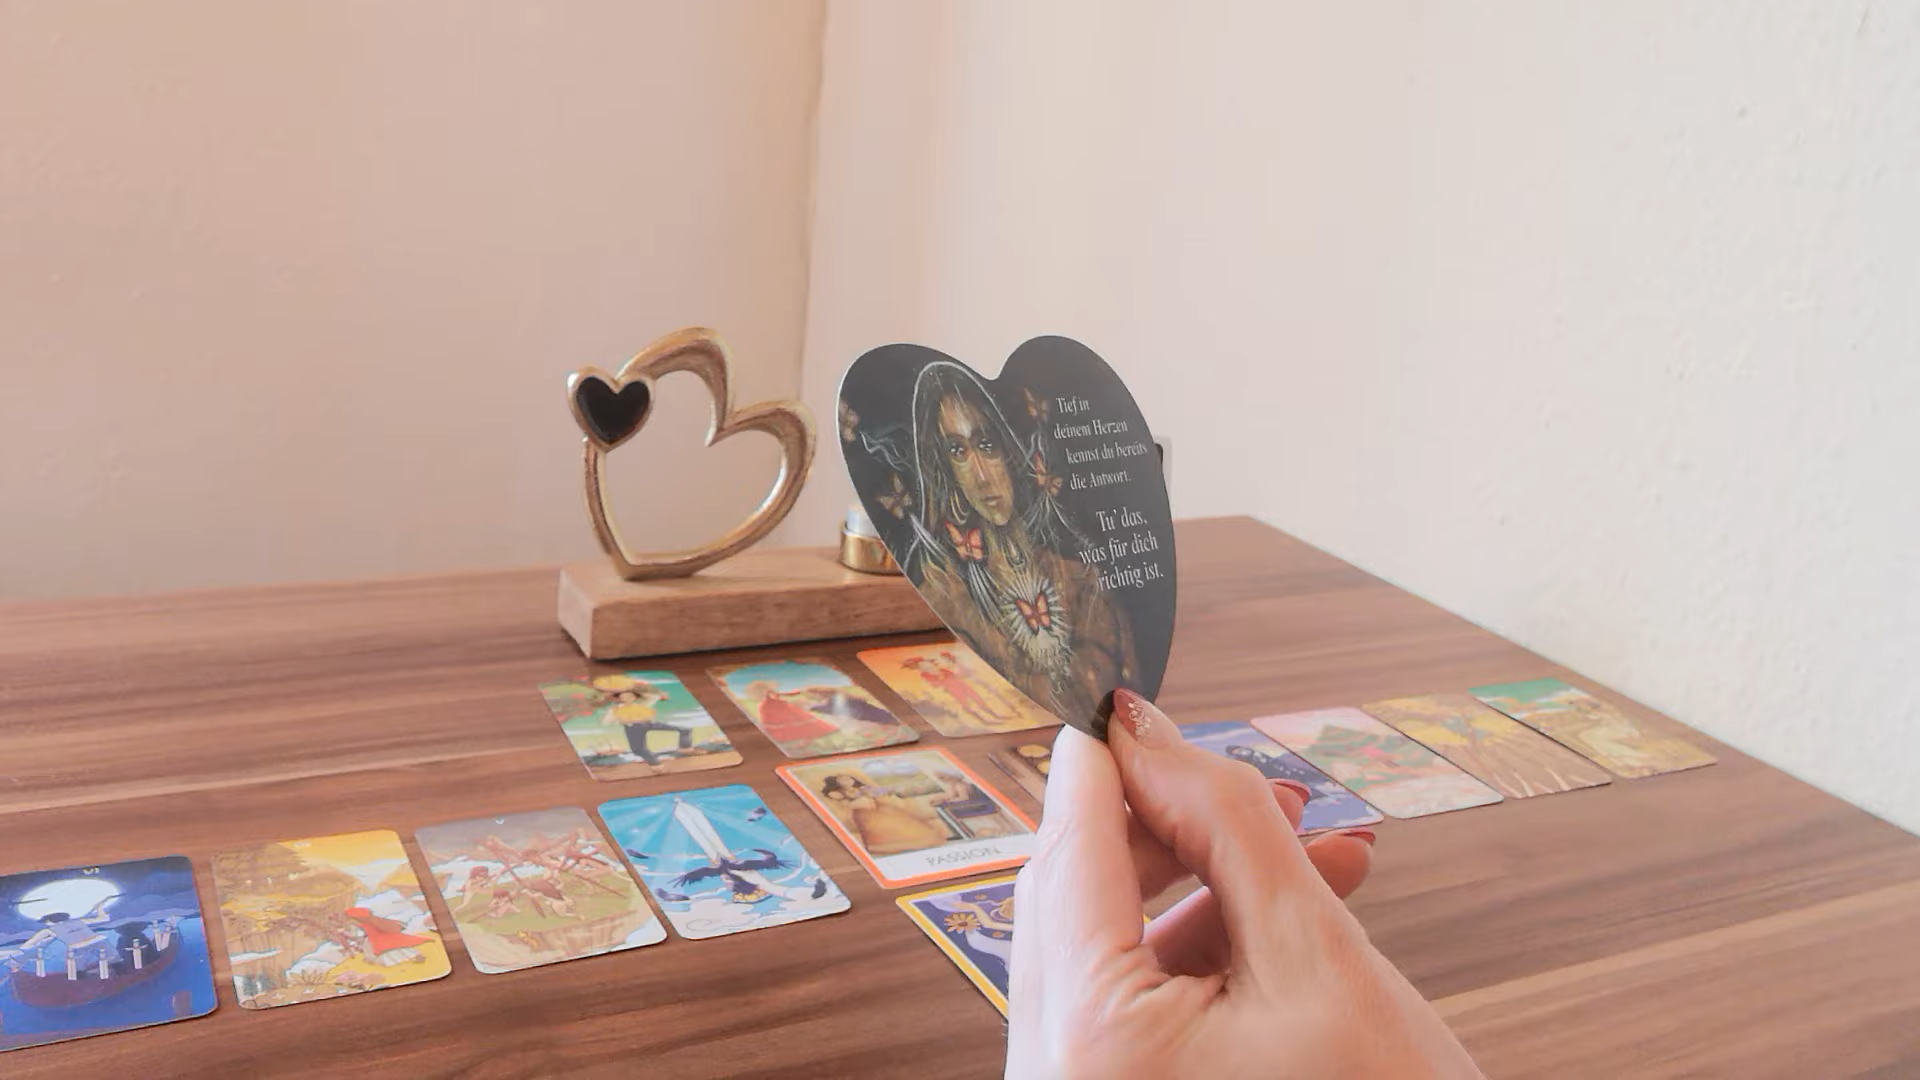 Tief in
deinem Herzen
kennst du bereits
die Antwort.
Tu' das,
was für dich
richtig ist.
PASSION